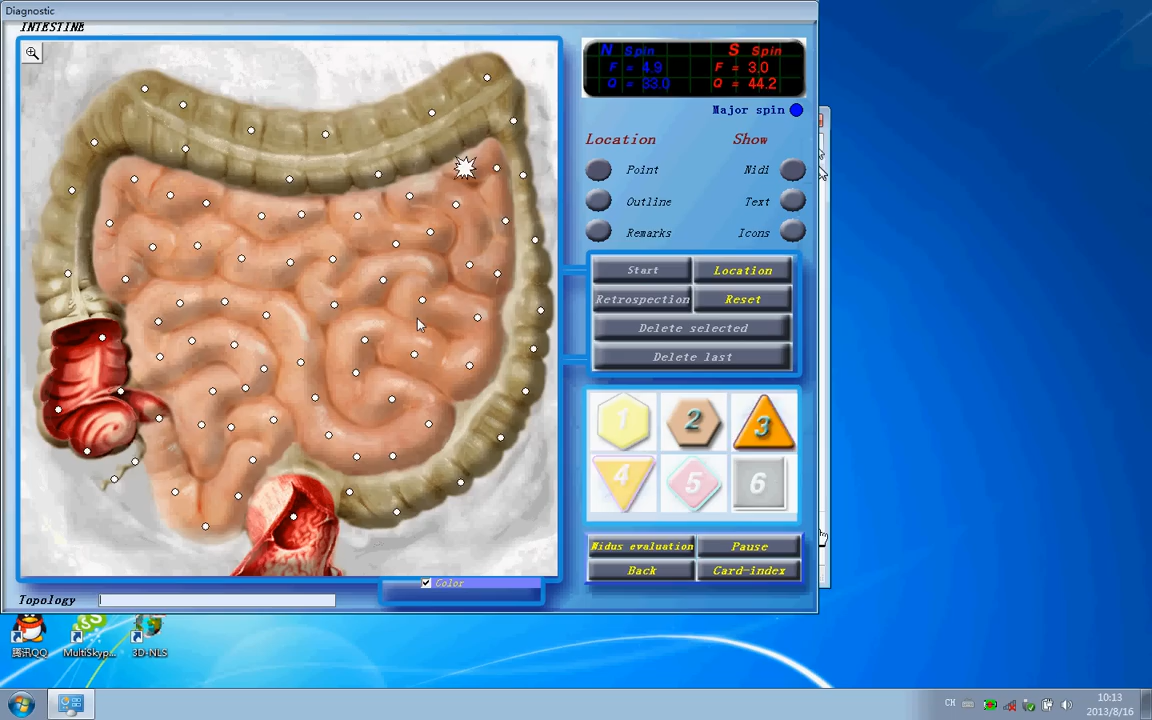 Diagnostic
INTESTINE
N Spin S Spin
F = 4.9 F = 3.0
Q = 33.0 Q = 44.2
Major spin
Location Show
Point Nidi
Outline Text
Remarks Icons
Start Location
Retrospection Reset
Delete selected
Delete last
1 2 3
4 5 6
Nidus evaluation Pause
Back Card-index
Color
Topology
腾讯QQ MultiSkyp... 3D-NLS
CH 10:13
2013/8/16